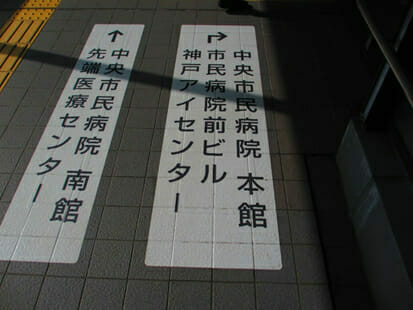 ↱ 中央市民病院 本館
市民病院前ビル
神戸アイセンター
↑ 中央市民病院 南館
先端医療センター